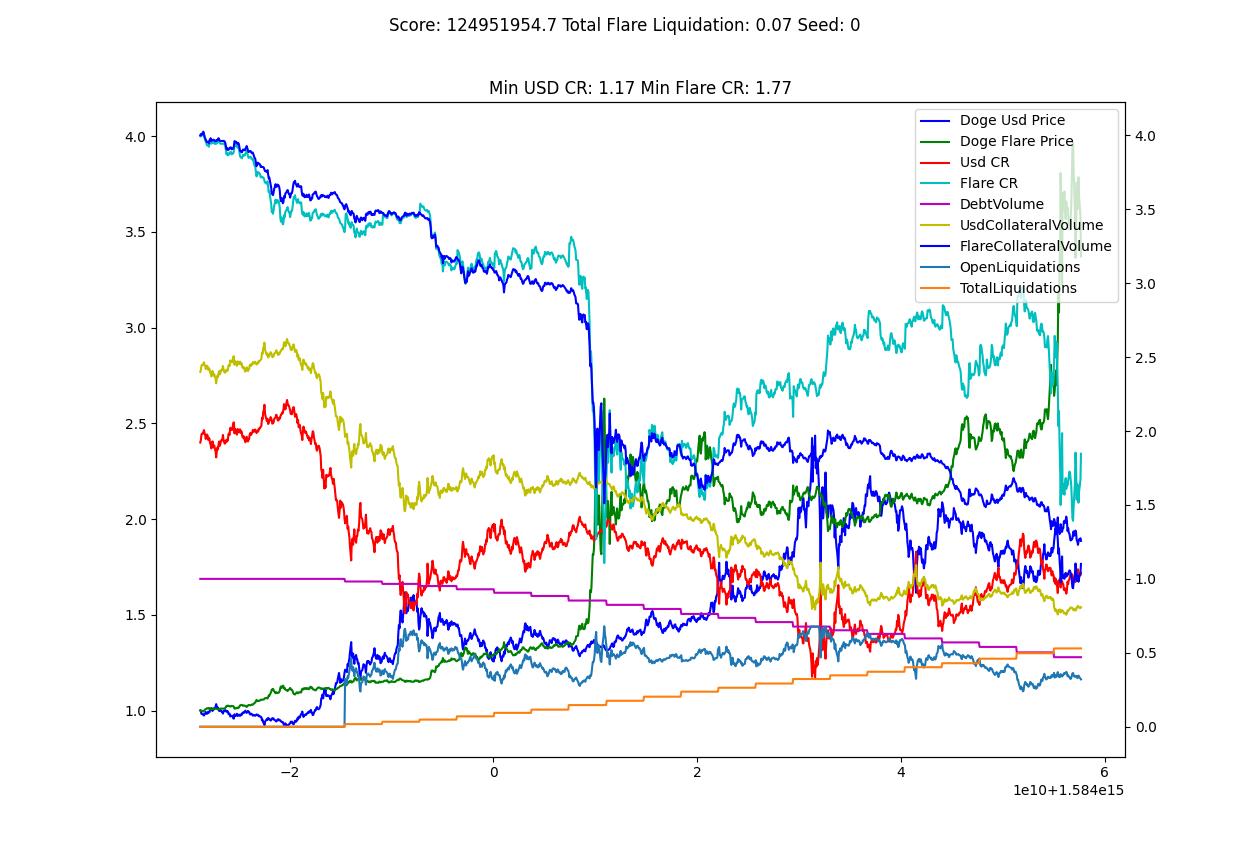 Score: 124951954.7 Total Flare Liquidation: 0.07 Seed: 0
Min USD CR: 1.17 Min Flare CR: 1.77
Doge Usd Price
Doge Flare Price
Usd CR
Flare CR
DebtVolume
UsdCollateralVolume
FlareCollateralVolume
OpenLiquidations
TotalLiquidations
4.0
3.5
3.0
2.5
2.0
1.5
1.0
4.0
3.5
3.0
2.5
2.0
1.5
1.0
0.5
0.0
−2 0 2 4 6
1e10+1.584e15